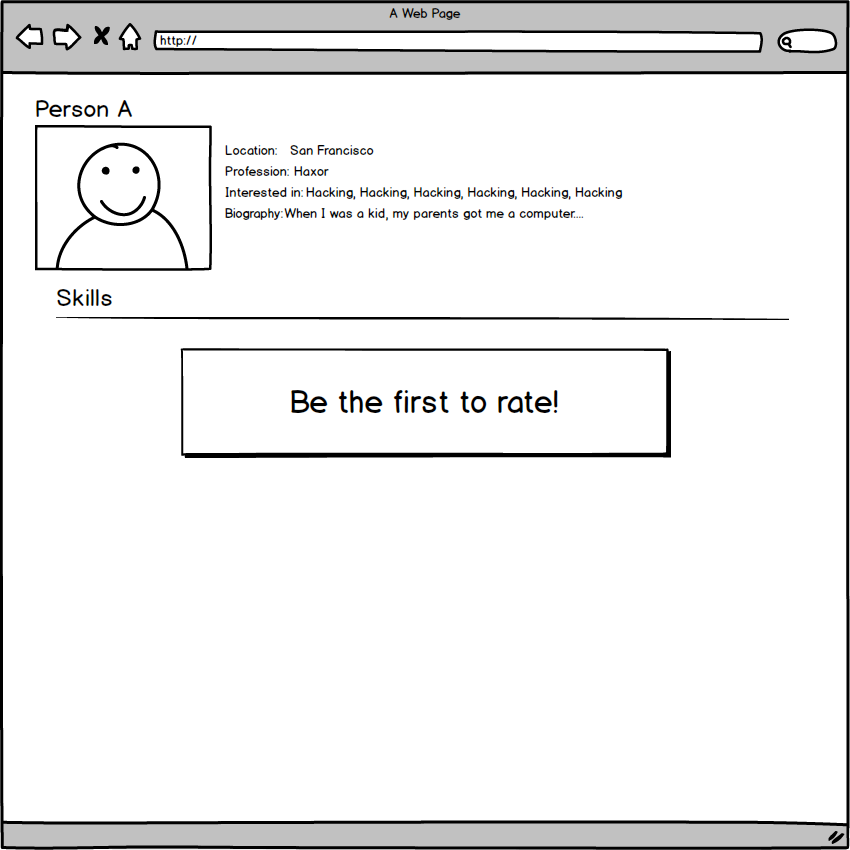 A Web Page
http://
Person A
Location: San Francisco
Profession: Haxor
Interested in: Hacking, Hacking, Hacking, Hacking, Hacking, Hacking
Biography: When I was a kid, my parents got me a computer....
Skills
Be the first to rate!